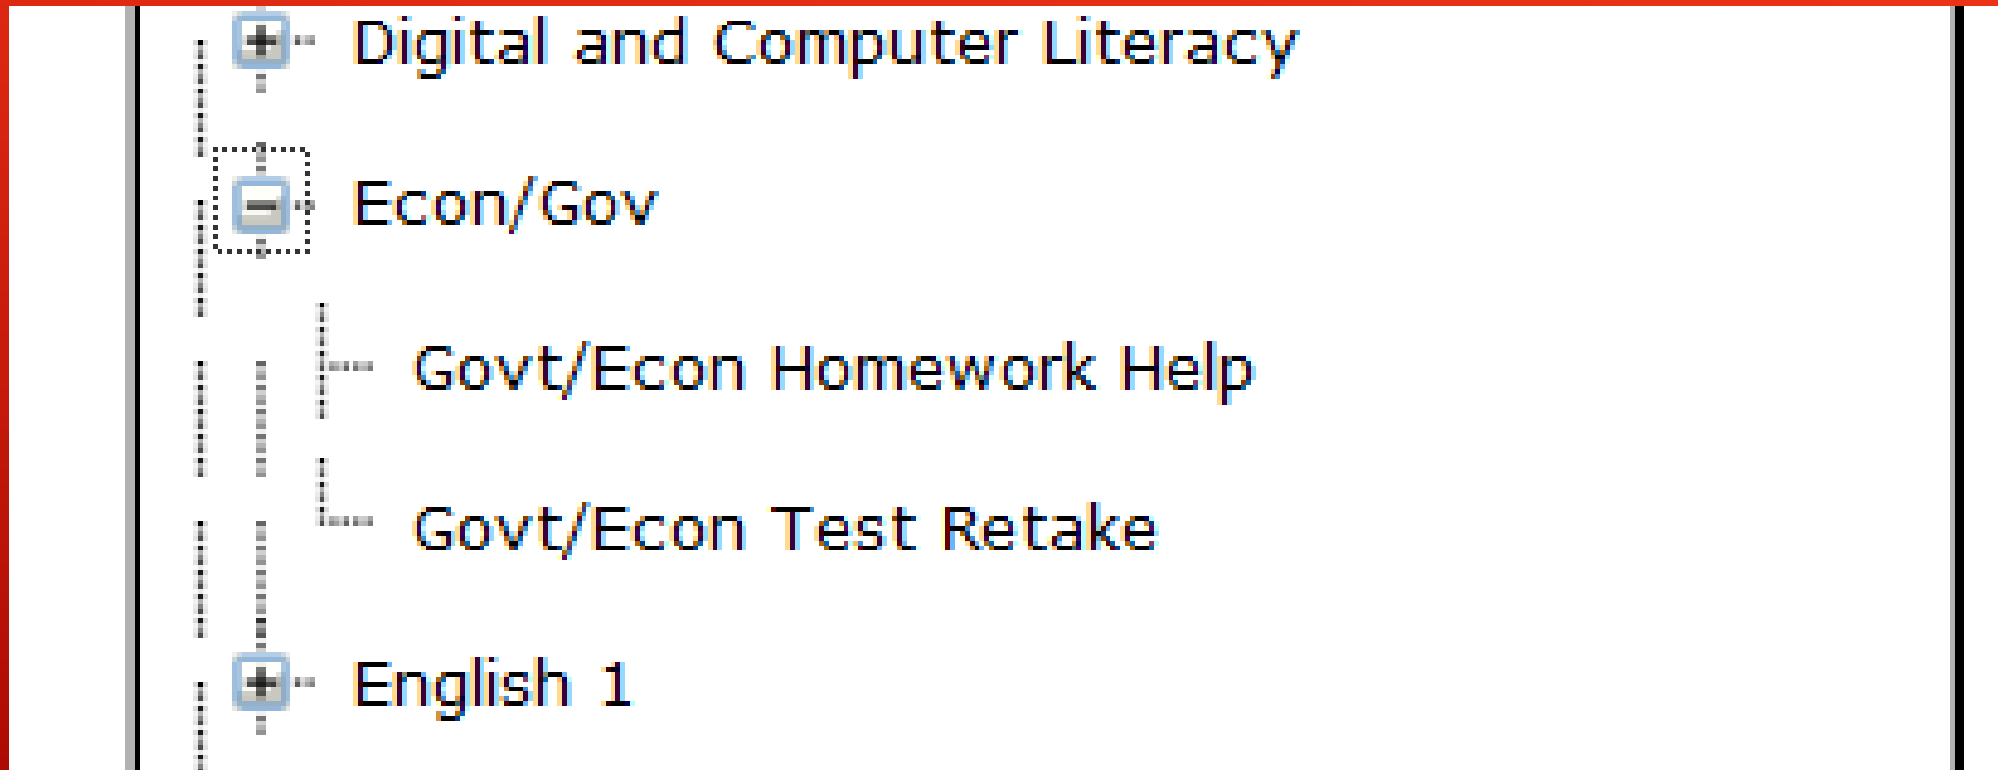 Digital and Computer Literacy
Econ/Gov
Govt/Econ Homework Help
Govt/Econ Test Retake
English 1